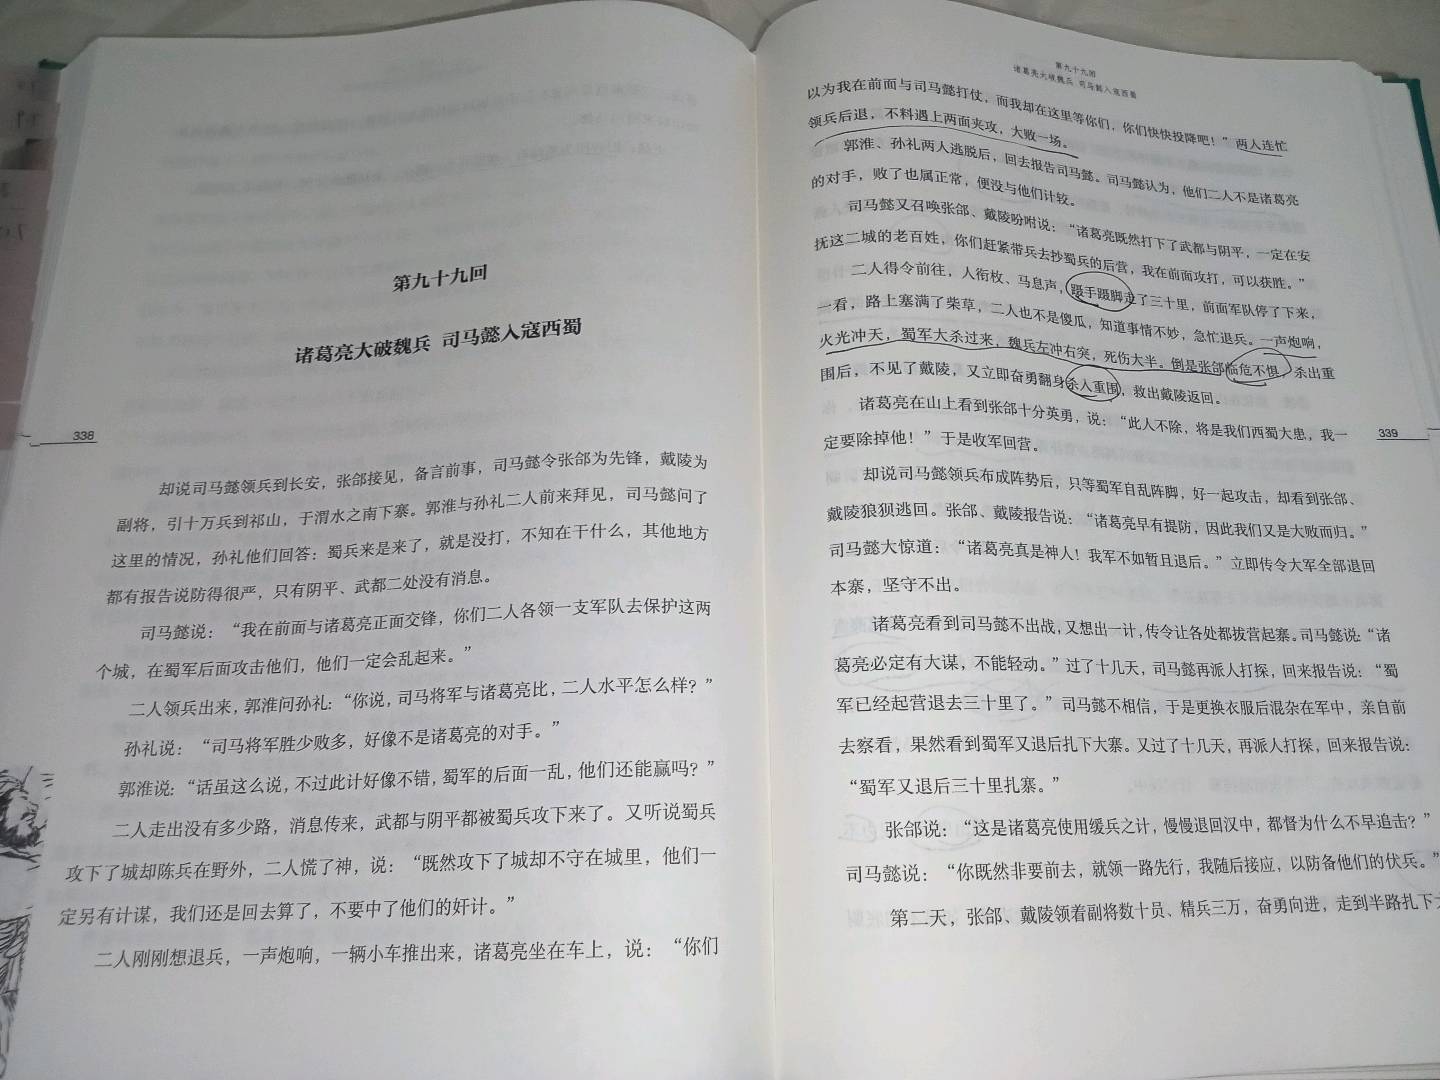 第九十九回
诸葛亮大破魏兵 司马懿入寇西蜀
338
却说司马懿领兵到长安，张郃接见，备言前事，司马懿令张郃为先锋，戴陵为
副将，引十万兵到祁山，于渭水之南下寨。郭淮与孙礼二人前来拜见，司马懿问了
这里的情况，孙礼他们回答：蜀兵来是来了，就是没打，不知在干什么，其他地方
都有报告说防得很严，只有阴平、武都二处没有消息。
司马懿说：“我在前面与诸葛亮正面交锋，你们二人各领一支军队去保护这两
个城，在蜀军后面攻击他们，他们一定会乱起来。”
二人领兵出来，郭淮问孙礼：“你说，司马将军与诸葛亮比，二人水平怎么样？”
孙礼说：“司马将军胜少败多，好像不是诸葛亮的对手。”
郭淮说：“话虽这么说，不过此计好像不错，蜀军的后面一乱，他们还能赢吗？”
二人走出没有多少路，消息传来，武都与阴平都被蜀兵攻下来了。又听说蜀兵
攻下了城却陈兵在野外，二人慌了神，说：“既然攻下了城却不守在城里，他们一
定另有计谋，我们还是回去算了，不要中了他们的奸计。”
二人刚刚想退兵，一声炮响，一辆小车推出来，诸葛亮坐在车上，说：“你们
第九十九回
诸葛亮大破魏兵 司马懿入寇西蜀
以为我在前面与司马懿打仗，而我却在这里等你们，你们快快投降吧！”两人连忙
领兵后退，不料遇上两面夹攻，大败一场。
郭淮、孙礼两人逃脱后，回去报告司马懿。司马懿认为，他们二人不是诸葛亮
的对手，败了也属正常，便没与他们计较。
司马懿又召唤张郃、戴陵吩咐说：“诸葛亮既然打下了武都与阴平，一定在安
抚这二城的老百姓，你们赶紧带兵去抄蜀兵的后营，我在前面攻打，可以获胜。”
二人得令前往，人衔枚、马息声，蹑手蹑脚走了三十里，前面军队停了下来，
一看，路上塞满了柴草，二人也不是傻瓜，知道事情不妙，急忙退兵。一声炮响，
火光冲天，蜀军大杀过来，魏兵左冲右突，死伤大半。倒是张郃临危不惧，杀出重
围后，不见了戴陵，又立即奋勇翻身杀入重围，救出戴陵返回。
诸葛亮在山上看到张郃十分英勇，说：“此人不除，将是我们西蜀大患，我一
定要除掉他！”于是收军回营。
339
却说司马懿领兵布成阵势后，只等蜀军自乱阵脚，好一起攻击，却看到张郃、
戴陵狼狈逃回。张郃、戴陵报告说：“诸葛亮早有提防，因此我们又是大败而归。”
司马懿大惊道：“诸葛亮真是神人！我军不如暂且退后。”立即传令大军全部退回
本寨，坚守不出。
诸葛亮看到司马懿不出战，又想出一计，传令让各处都拔营起寨。司马懿说：“诸
葛亮必定有大谋，不能轻动。”过了十几天，司马懿再派人打探，回来报告说：“蜀
军已经起营退去三十里了。”司马懿不相信，于是更换衣服后混杂在军中，亲自前
去察看，果然看到蜀军又退后扎下大寨。又过了十几天，再派人打探，回来报告说：
“蜀军又退后三十里扎寨。”
张郃说：“这是诸葛亮使用缓兵之计，慢慢退回汉中，都督为什么不早追击？”
司马懿说：“你既然非要前去，就领一路先行，我随后接应，以防备他们的伏兵。”
第二天，张郃、戴陵领着副将数十员、精兵三万，奋勇向进，走到半路扎下